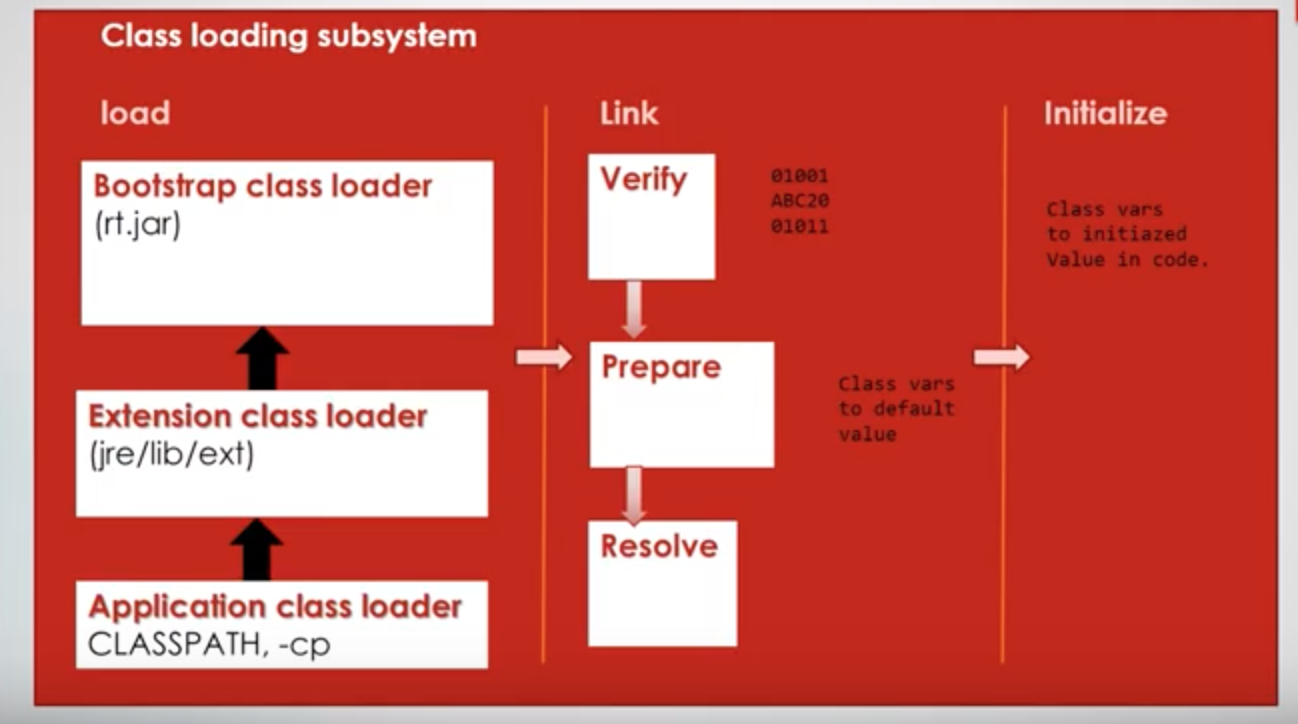 Class loading subsystem
load
Bootstrap class loader
(rt.jar)
Extension class loader
(jre/lib/ext)
Application class loader
CLASSPATH, -cp
Link
Verify
01001
ABC20
01011
Prepare
Class vars
to default
value
Resolve
Initialize
Class vars
to initiazed
Value in code.